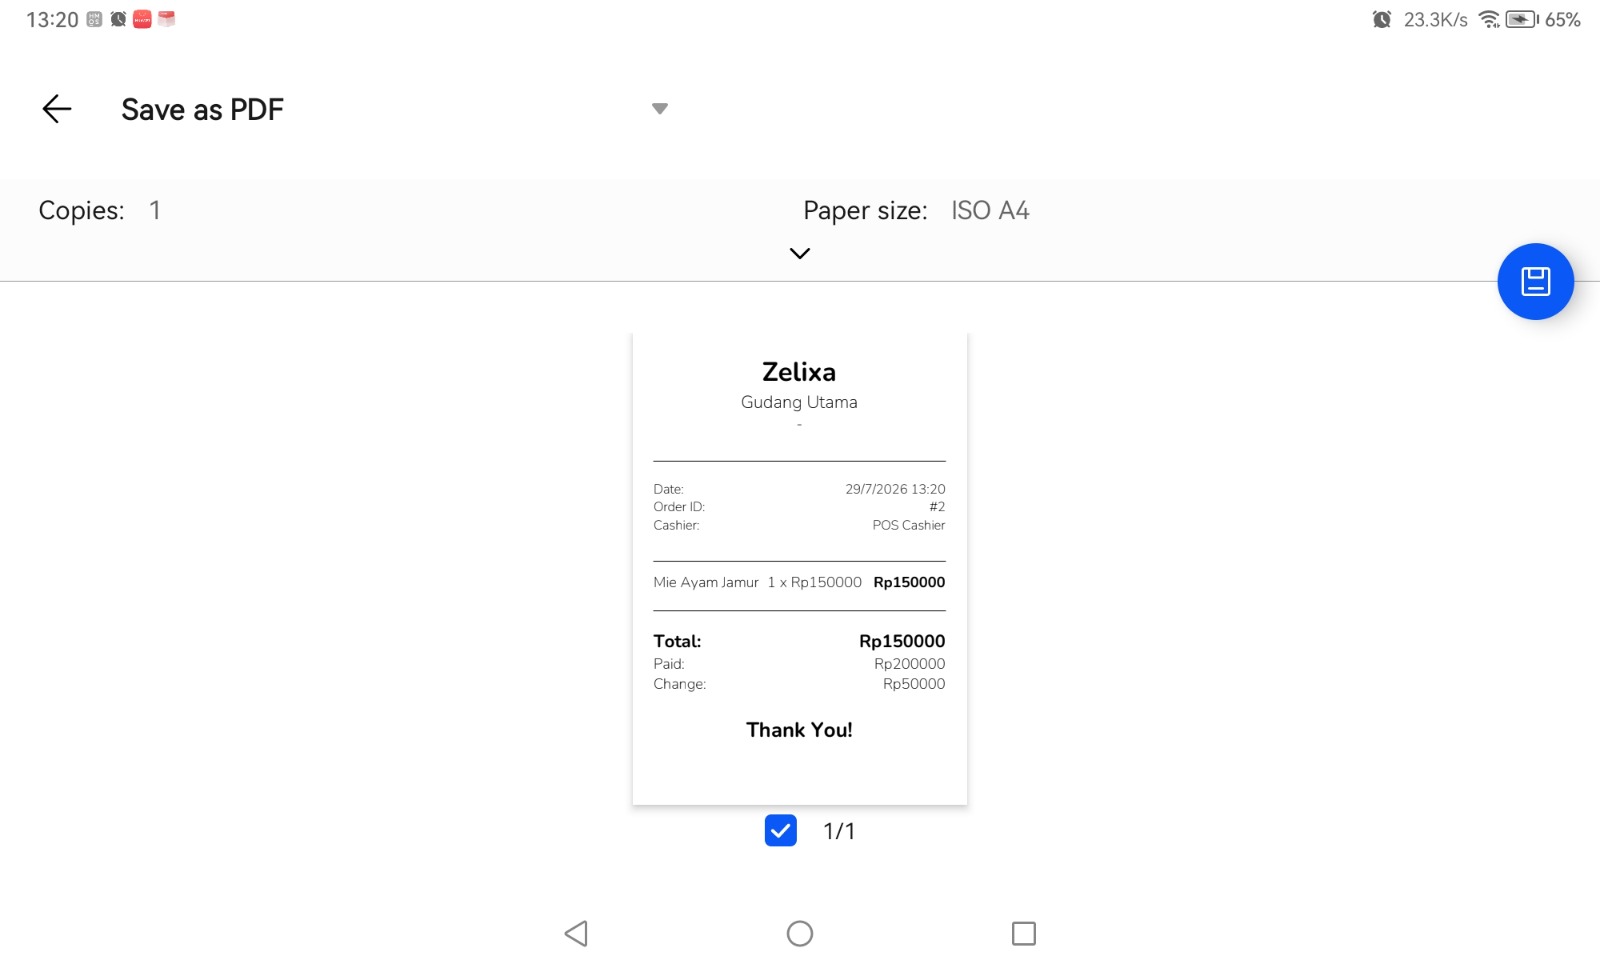 13:20
23.3K/s
65%
Save as PDF
Copies: 1
Paper size: ISO A4
Zelixa
Gudang Utama
-
Date: 29/7/2026 13:20
Order ID: #2
Cashier: POS Cashier
Mie Ayam Jamur 1 x Rp150000 Rp150000
Total: Rp150000
Paid: Rp200000
Change: Rp50000
Thank You!
1/1